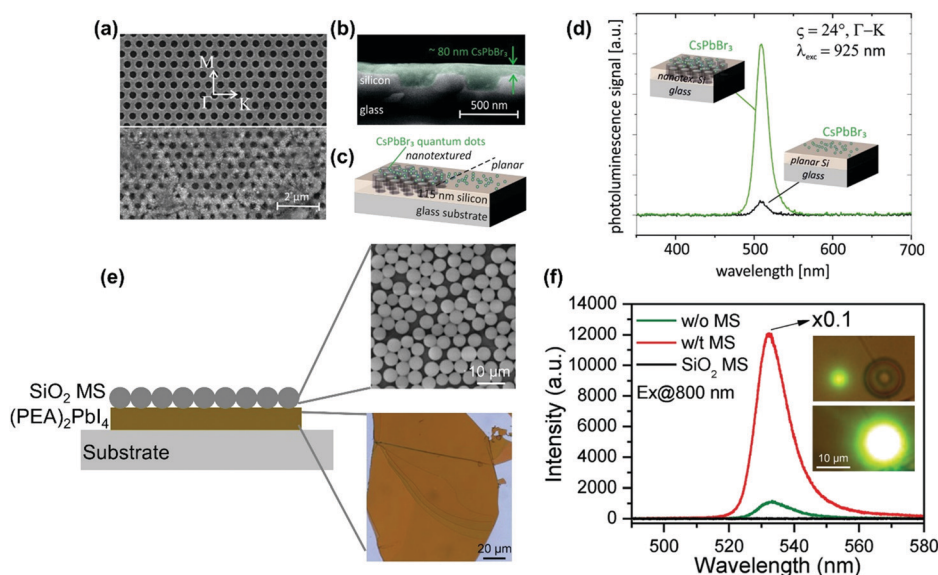 (a)
M
Γ
K
2 μm
(b)
~ 80 nm CsPbBr₃
silicon
glass
500 nm
(c)
CsPbBr₃ quantum dots
nanotextured
planar
115 nm silicon
glass substrate
(d)
photoluminescence signal [a.u.]
ς = 24°, Γ–K
λexc = 925 nm
CsPbBr₃
nanotex. Si
glass
CsPbBr₃
planar Si
glass
400
500
600
700
wavelength [nm]
(e)
SiO₂ MS
(PEA)₂PbI₄
Substrate
10 μm
20 μm
(f)
Intensity (a.u.)
14000
12000
10000
8000
6000
4000
2000
0
w/o MS
w/t MS
SiO₂ MS
Ex@800 nm
x0.1
10 μm
500
520
540
560
580
Wavelength (nm)